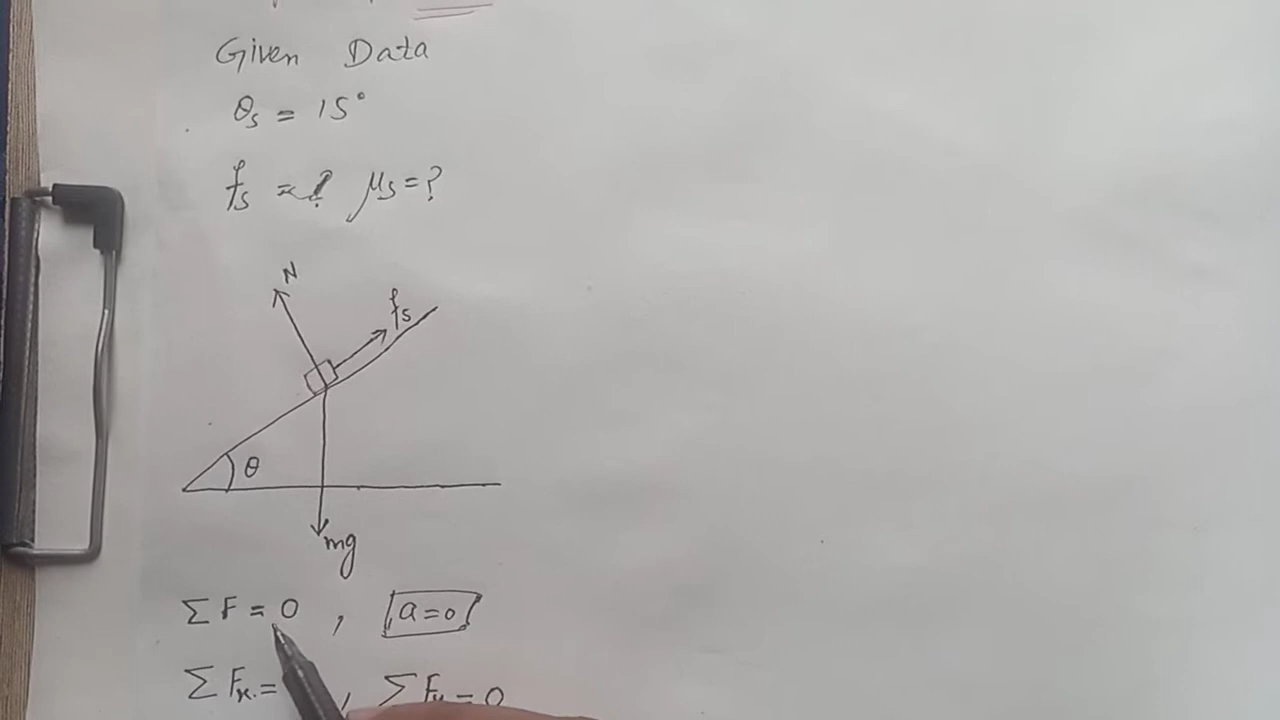 Given Data
θs = 15°
fs = ? μs = ?
N
fs
θ
mg
ΣF = 0 , a = 0
ΣFx = , ΣFy = 0